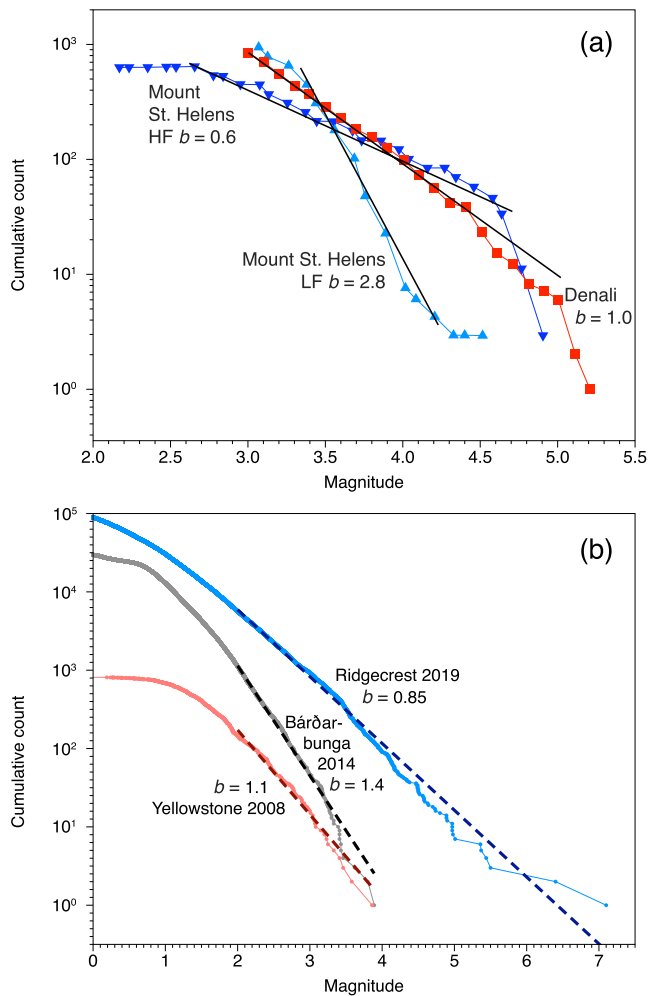 (a)
10³
10²
10¹
10⁰
Cumulative count
Mount
St. Helens
HF b = 0.6
Mount St. Helens
LF b = 2.8
Denali
b = 1.0
2.0 2.5 3.0 3.5 4.0 4.5 5.0 5.5
Magnitude
(b)
10⁵
10⁴
10³
10²
10¹
10⁰
Cumulative count
Ridgecrest 2019
b = 0.85
Bárðar-
bunga
2014
b = 1.4
b = 1.1
Yellowstone 2008
0 1 2 3 4 5 6 7
Magnitude